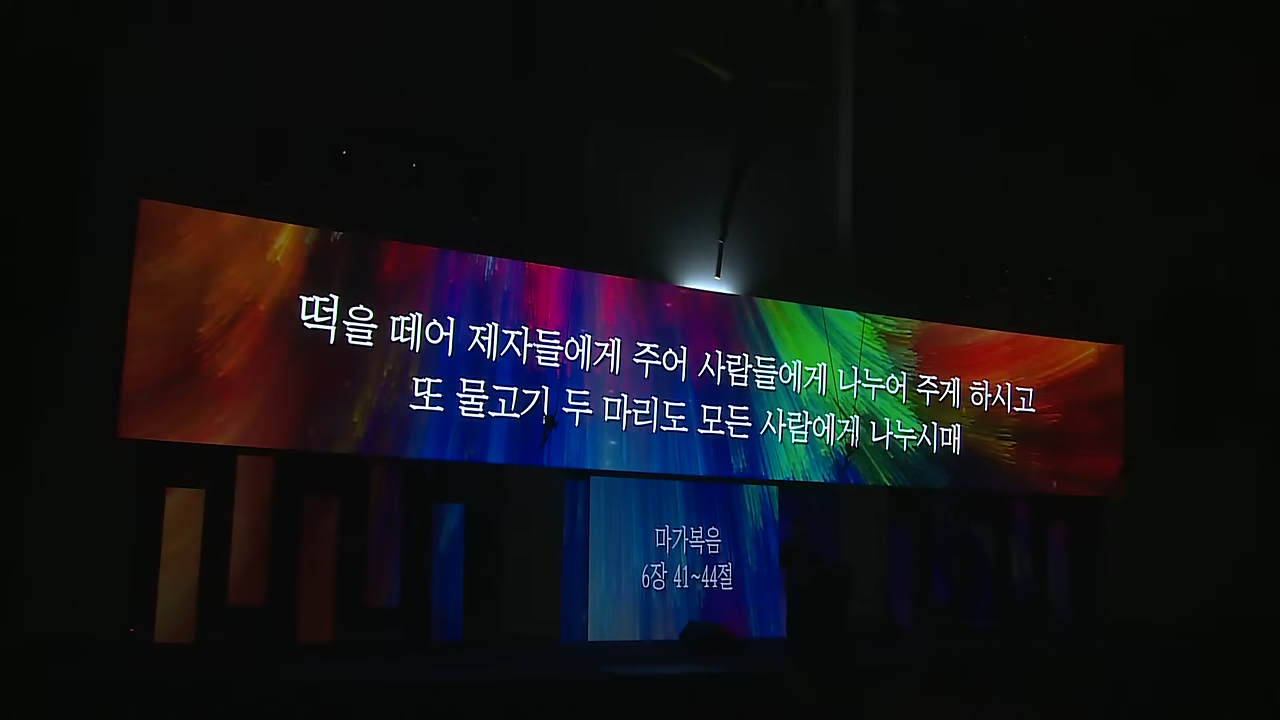 떡을 떼어 제자들에게 주어 사람들에게 나누어 주게 하시고
또 물고기 두 마리도 모든 사람에게 나누시매
마가복음
6장 41~44절